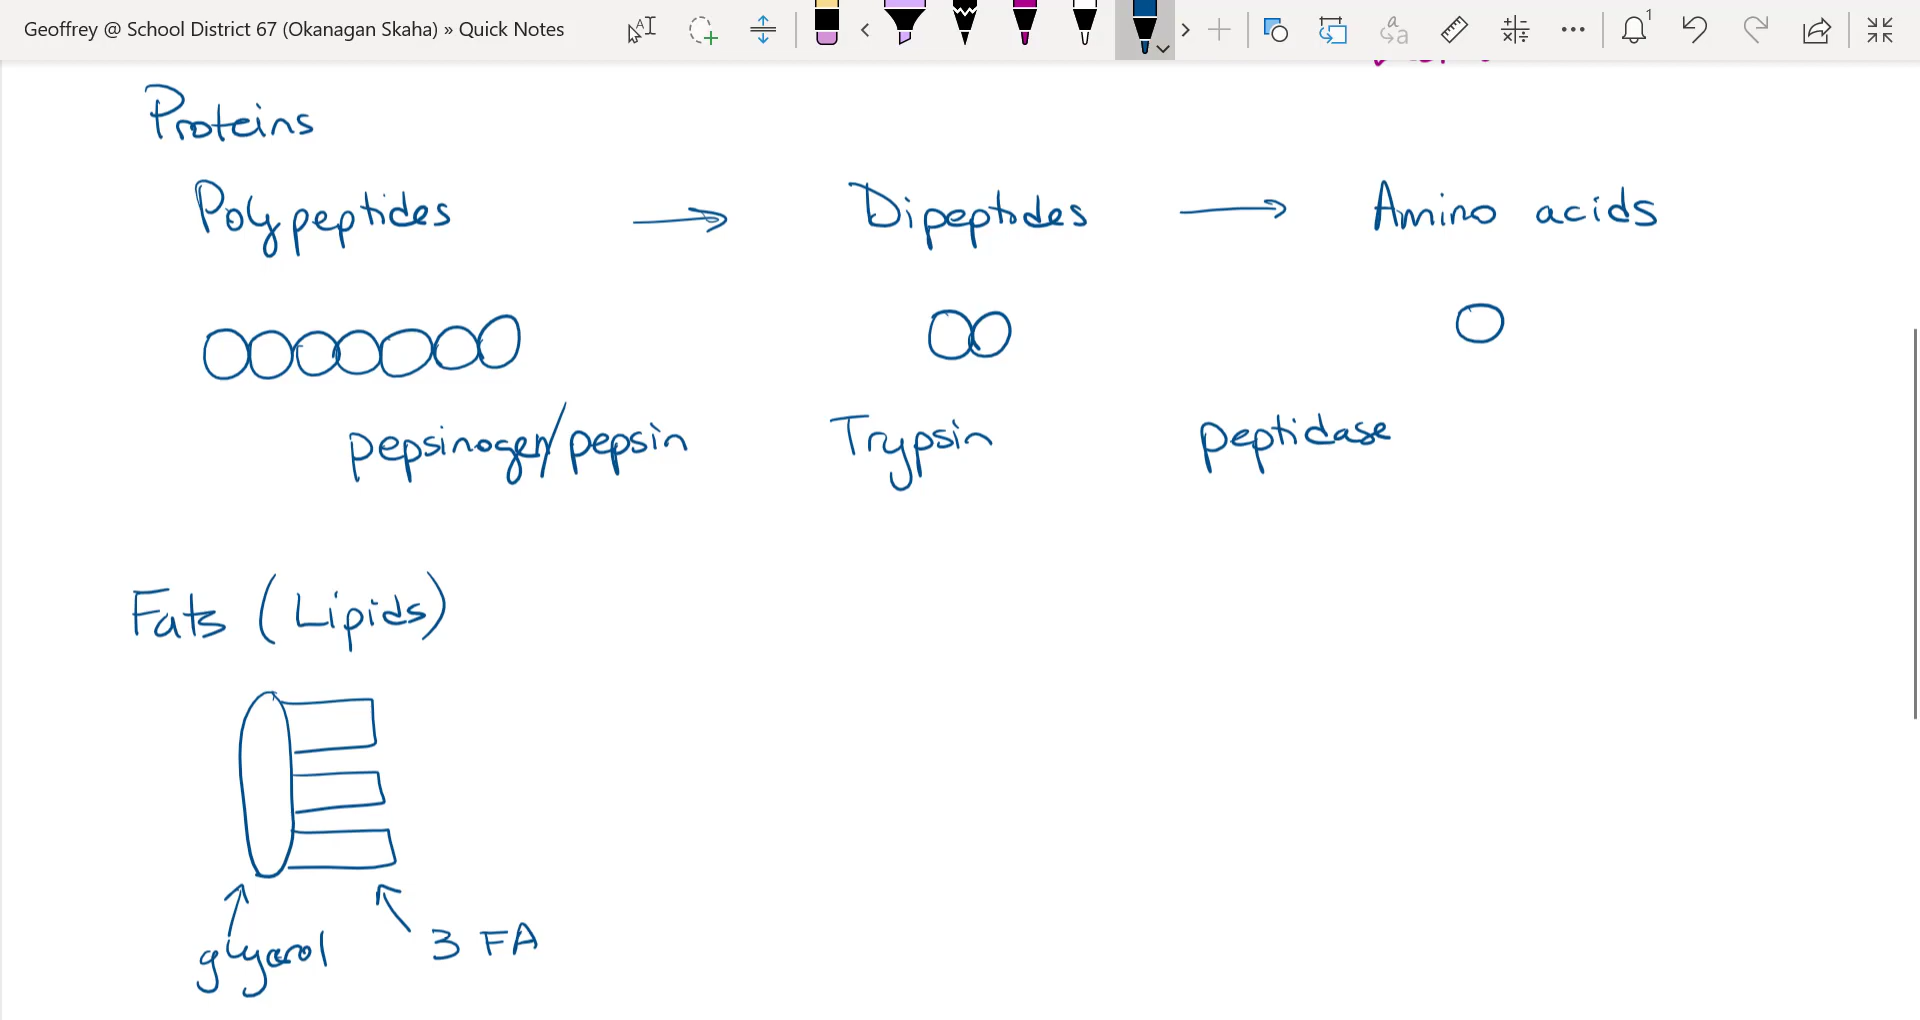 Geoffrey @ School District 67 (Okanagan Skaha) » Quick Notes
Proteins
Polypeptides → Dipeptides → Amino acids
pepsinogen/pepsin Trypsin peptidase
Fats (Lipids)
glycerol 3 FA